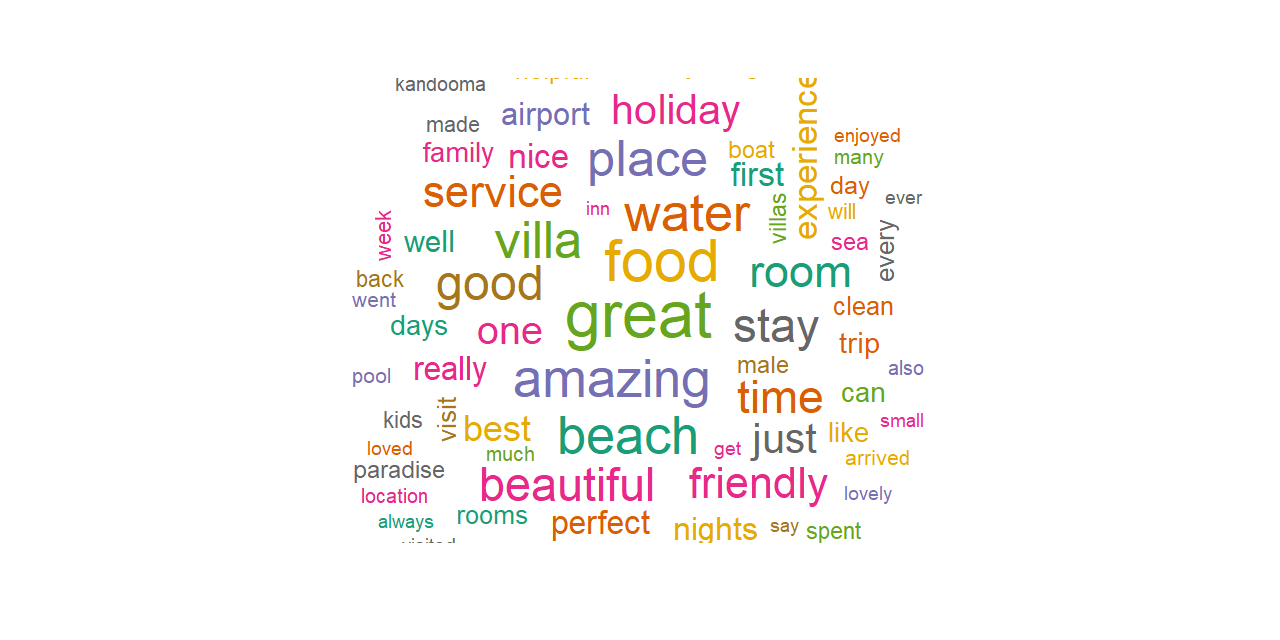 kandooma
airport
holiday
experience
made
enjoyed
family
nice
place
boat
many
first
service
day
ever
inn
water
villas
will
week
well
villa
sea
every
food
room
back
good
went
great
clean
days
one
stay
trip
pool
really
amazing
male
also
time
can
kids
visit
best
beach
just
like
small
loved
much
get
arrived
paradise
beautiful
friendly
location
lovely
always
rooms
perfect
nights
say
spent
visited